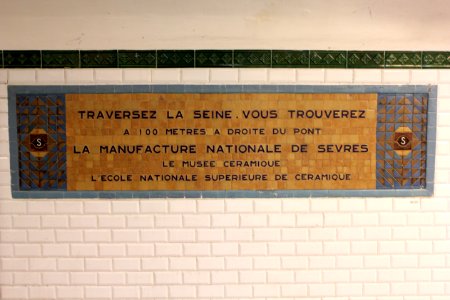 TRAVERSEZ LA SEINE . VOUS TROUVEREZ
A 100 METRES A DROITE DU PONT
LA MANUFACTURE NATIONALE DE SEVRES
LE MUSEE CERAMIQUE
L'ECOLE NATIONALE SUPERIEURE DE CERAMIQUE
S S